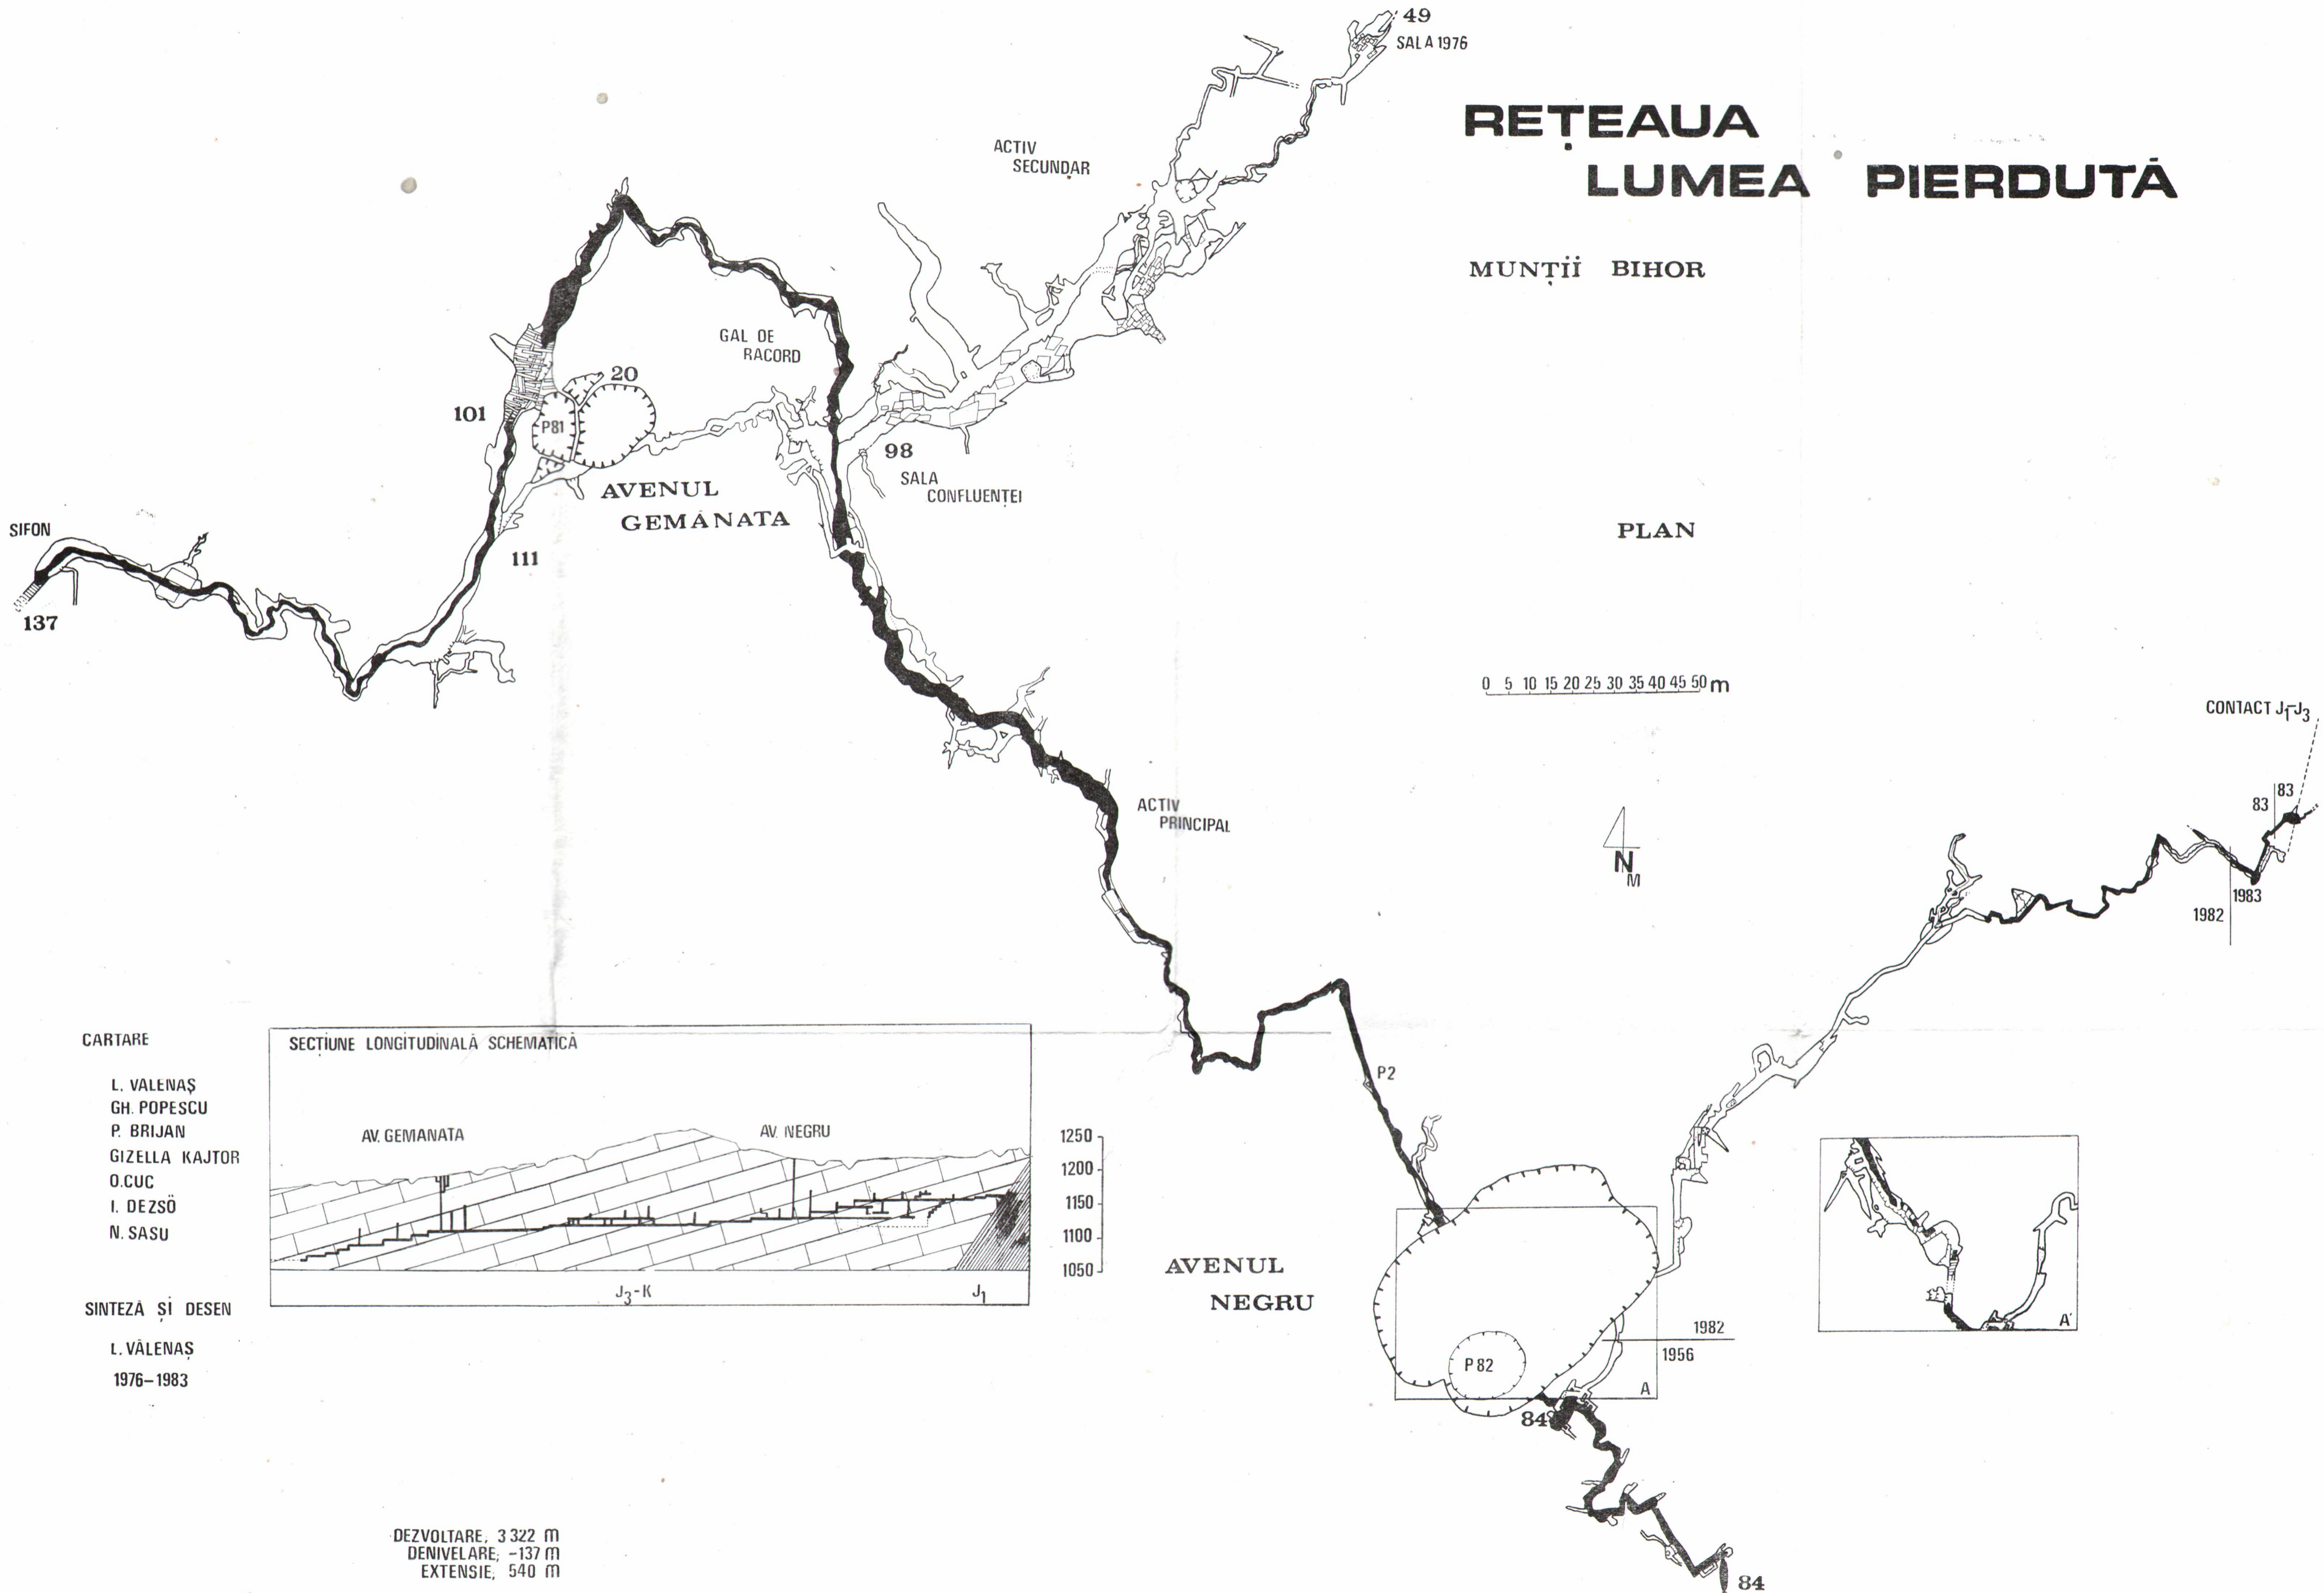 49
SALA 1976
REȚEAUA
LUMEA PIERDUTĂ
MUNȚII BIHOR
ACTIV
SECUNDAR
GAL DE
RACORD
20
101
P81
98
SALA
CONFLUENȚEI
AVENUL
GEMĂNATA
SIFON
111
137
PLAN
0 5 10 15 20 25 30 35 40 45 50 m
CONTACT J1-J3
83 83
ACTIV
PRINCIPAL
N
M
1982 1983
CARTARE
L. VALENAȘ
GH. POPESCU
P. BRIJAN
GIZELLA KAJTOR
O.CUC
I. DEZSÖ
N. SASU
SINTEZĂ ȘI DESEN
L. VĂLENAȘ
1976–1983
SECȚIUNE LONGITUDINALĂ SCHEMATICĂ
AV. GEMANATA
AV. NEGRU
1250
1200
1150
1100
1050
J3-K
J1
P2
AVENUL
NEGRU
1982
1956
P 82
A
A'
84
84
DEZVOLTARE; 3322 m
DENIVELARE; -137 m
EXTENSIE; 540 m